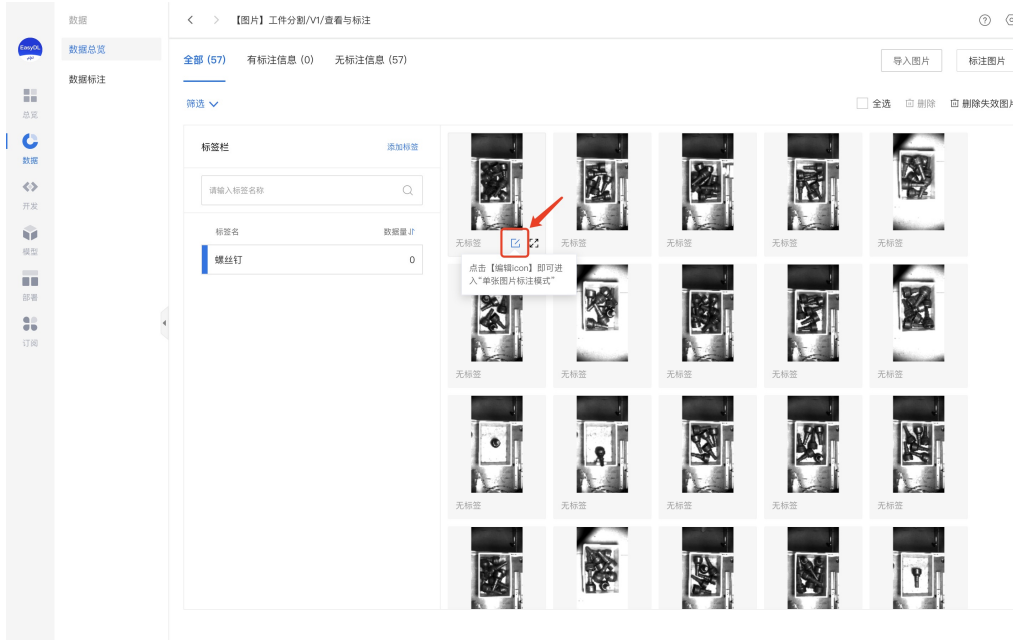 数据
【图片】工件分割/V1/查看与标注
EasyDL
数据总览
全部 (57)
有标注信息 (0)
无标注信息 (57)
导入图片
标注图片
数据标注
筛选
全选
删除
删除失效图片
总览
标签栏
添加标签
数据
请输入标签名称
开发
标签名
数据量
无标签
无标签
无标签
无标签
无标签
模型
螺丝钉
0
点击【编辑icon】即可进
入“单张图片标注模式”
部署
订阅
无标签
无标签
无标签
无标签
无标签
无标签
无标签
无标签
无标签
无标签